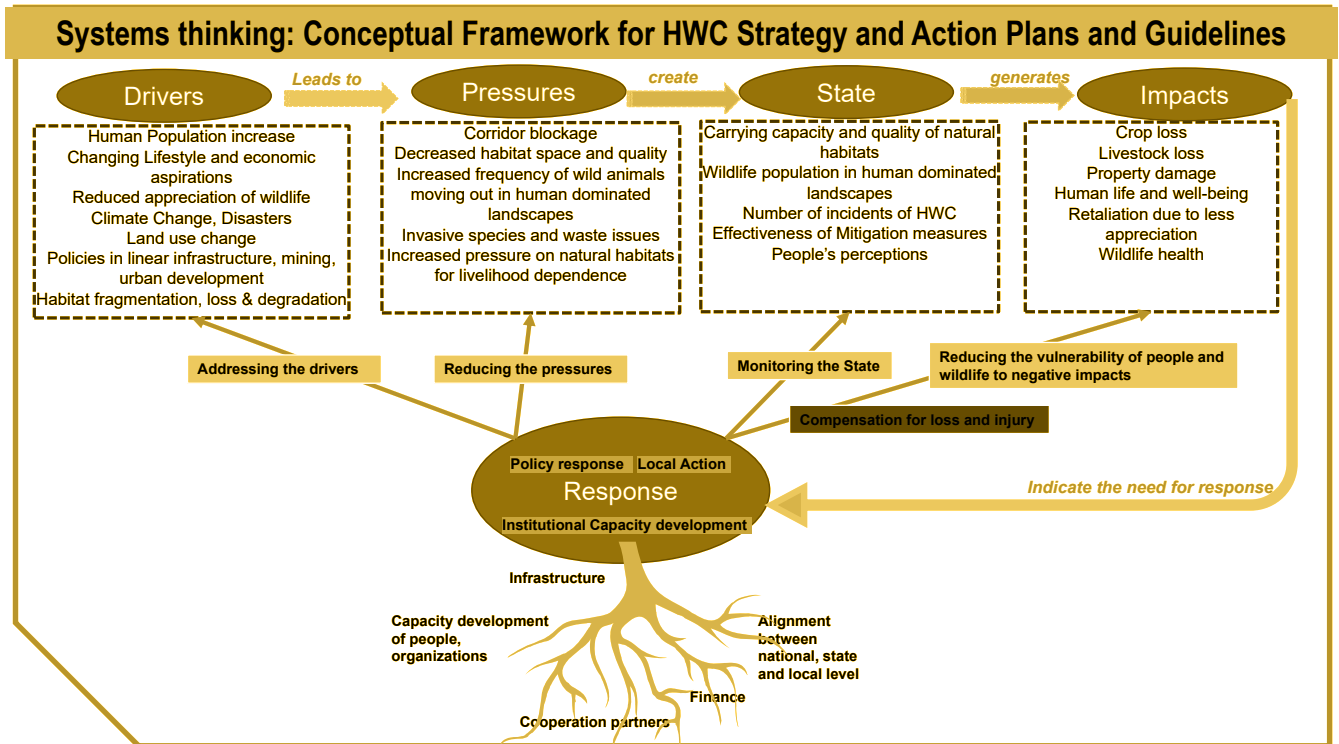 Systems thinking: Conceptual Framework for HWC Strategy and Action Plans and Guidelines
Leads to
create
generates
Drivers
Pressures
State
Impacts
Human Population increase
Changing Lifestyle and economic
aspirations
Reduced appreciation of wildlife
Climate Change, Disasters
Land use change
Policies in linear infrastructure, mining,
urban development
Habitat fragmentation, loss & degradation
Corridor blockage
Decreased habitat space and quality
Increased frequency of wild animals
moving out in human dominated
landscapes
Invasive species and waste issues
Increased pressure on natural habitats
for livelihood dependence
Carrying capacity and quality of natural
habitats
Wildlife population in human dominated
landscapes
Number of incidents of HWC
Effectiveness of Mitigation measures
People's perceptions
Crop loss
Livestock loss
Property damage
Human life and well-being
Retaliation due to less
appreciation
Wildlife health
Addressing the drivers
Reducing the pressures
Monitoring the State
Reducing the vulnerability of people and
wildlife to negative impacts
Compensation for loss and injury
Policy response
Local Action
Response
Institutional Capacity development
Indicate the need for response
Infrastructure
Capacity development
of people,
organizations
Alignment
between
national, state
and local level
Finance
Cooperation partners